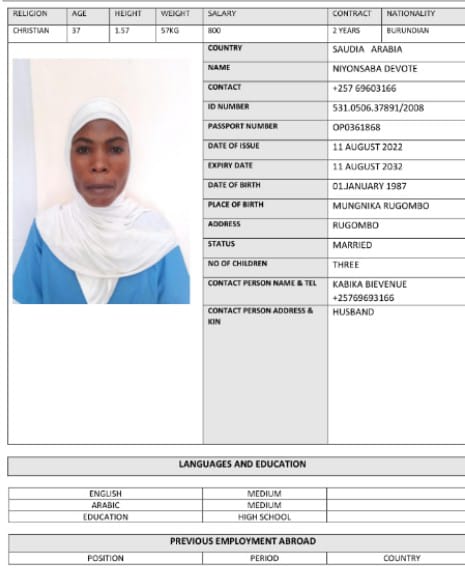 RELIGION AGE HEIGHT WEIGHT SALARY CONTRACT NATIONALITY
CHRISTIAN 37 1.57 57KG 800 2 YEARS BURUNDIAN
COUNTRY SAUDIA ARABIA
NAME NIYONSABA DEVOTE
CONTACT +257 69603166
ID NUMBER 531.0506.37891/2008
PASSPORT NUMBER OP0361868
DATE OF ISSUE 11 AUGUST 2022
EXPIRY DATE 11 AUGUST 2032
DATE OF BIRTH 01.JANUARY 1987
PLACE OF BIRTH MUNGNIKA RUGOMBO
ADDRESS RUGOMBO
STATUS MARRIED
NO OF CHILDREN THREE
CONTACT PERSON NAME & TEL KABIKA BIEVENUE
+25769693166
CONTACT PERSON ADDRESS & HUSBAND
KIN
LANGUAGES AND EDUCATION
ENGLISH MEDIUM
ARABIC MEDIUM
EDUCATION HIGH SCHOOL
PREVIOUS EMPLOYMENT ABROAD
POSITION PERIOD COUNTRY